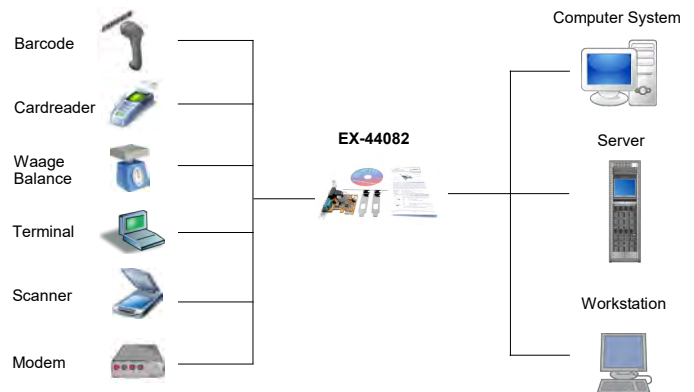 Computer System
Barcode
Cardreader
EX-44082
Server
Waage
Balance
Terminal
Scanner
Workstation
Modem